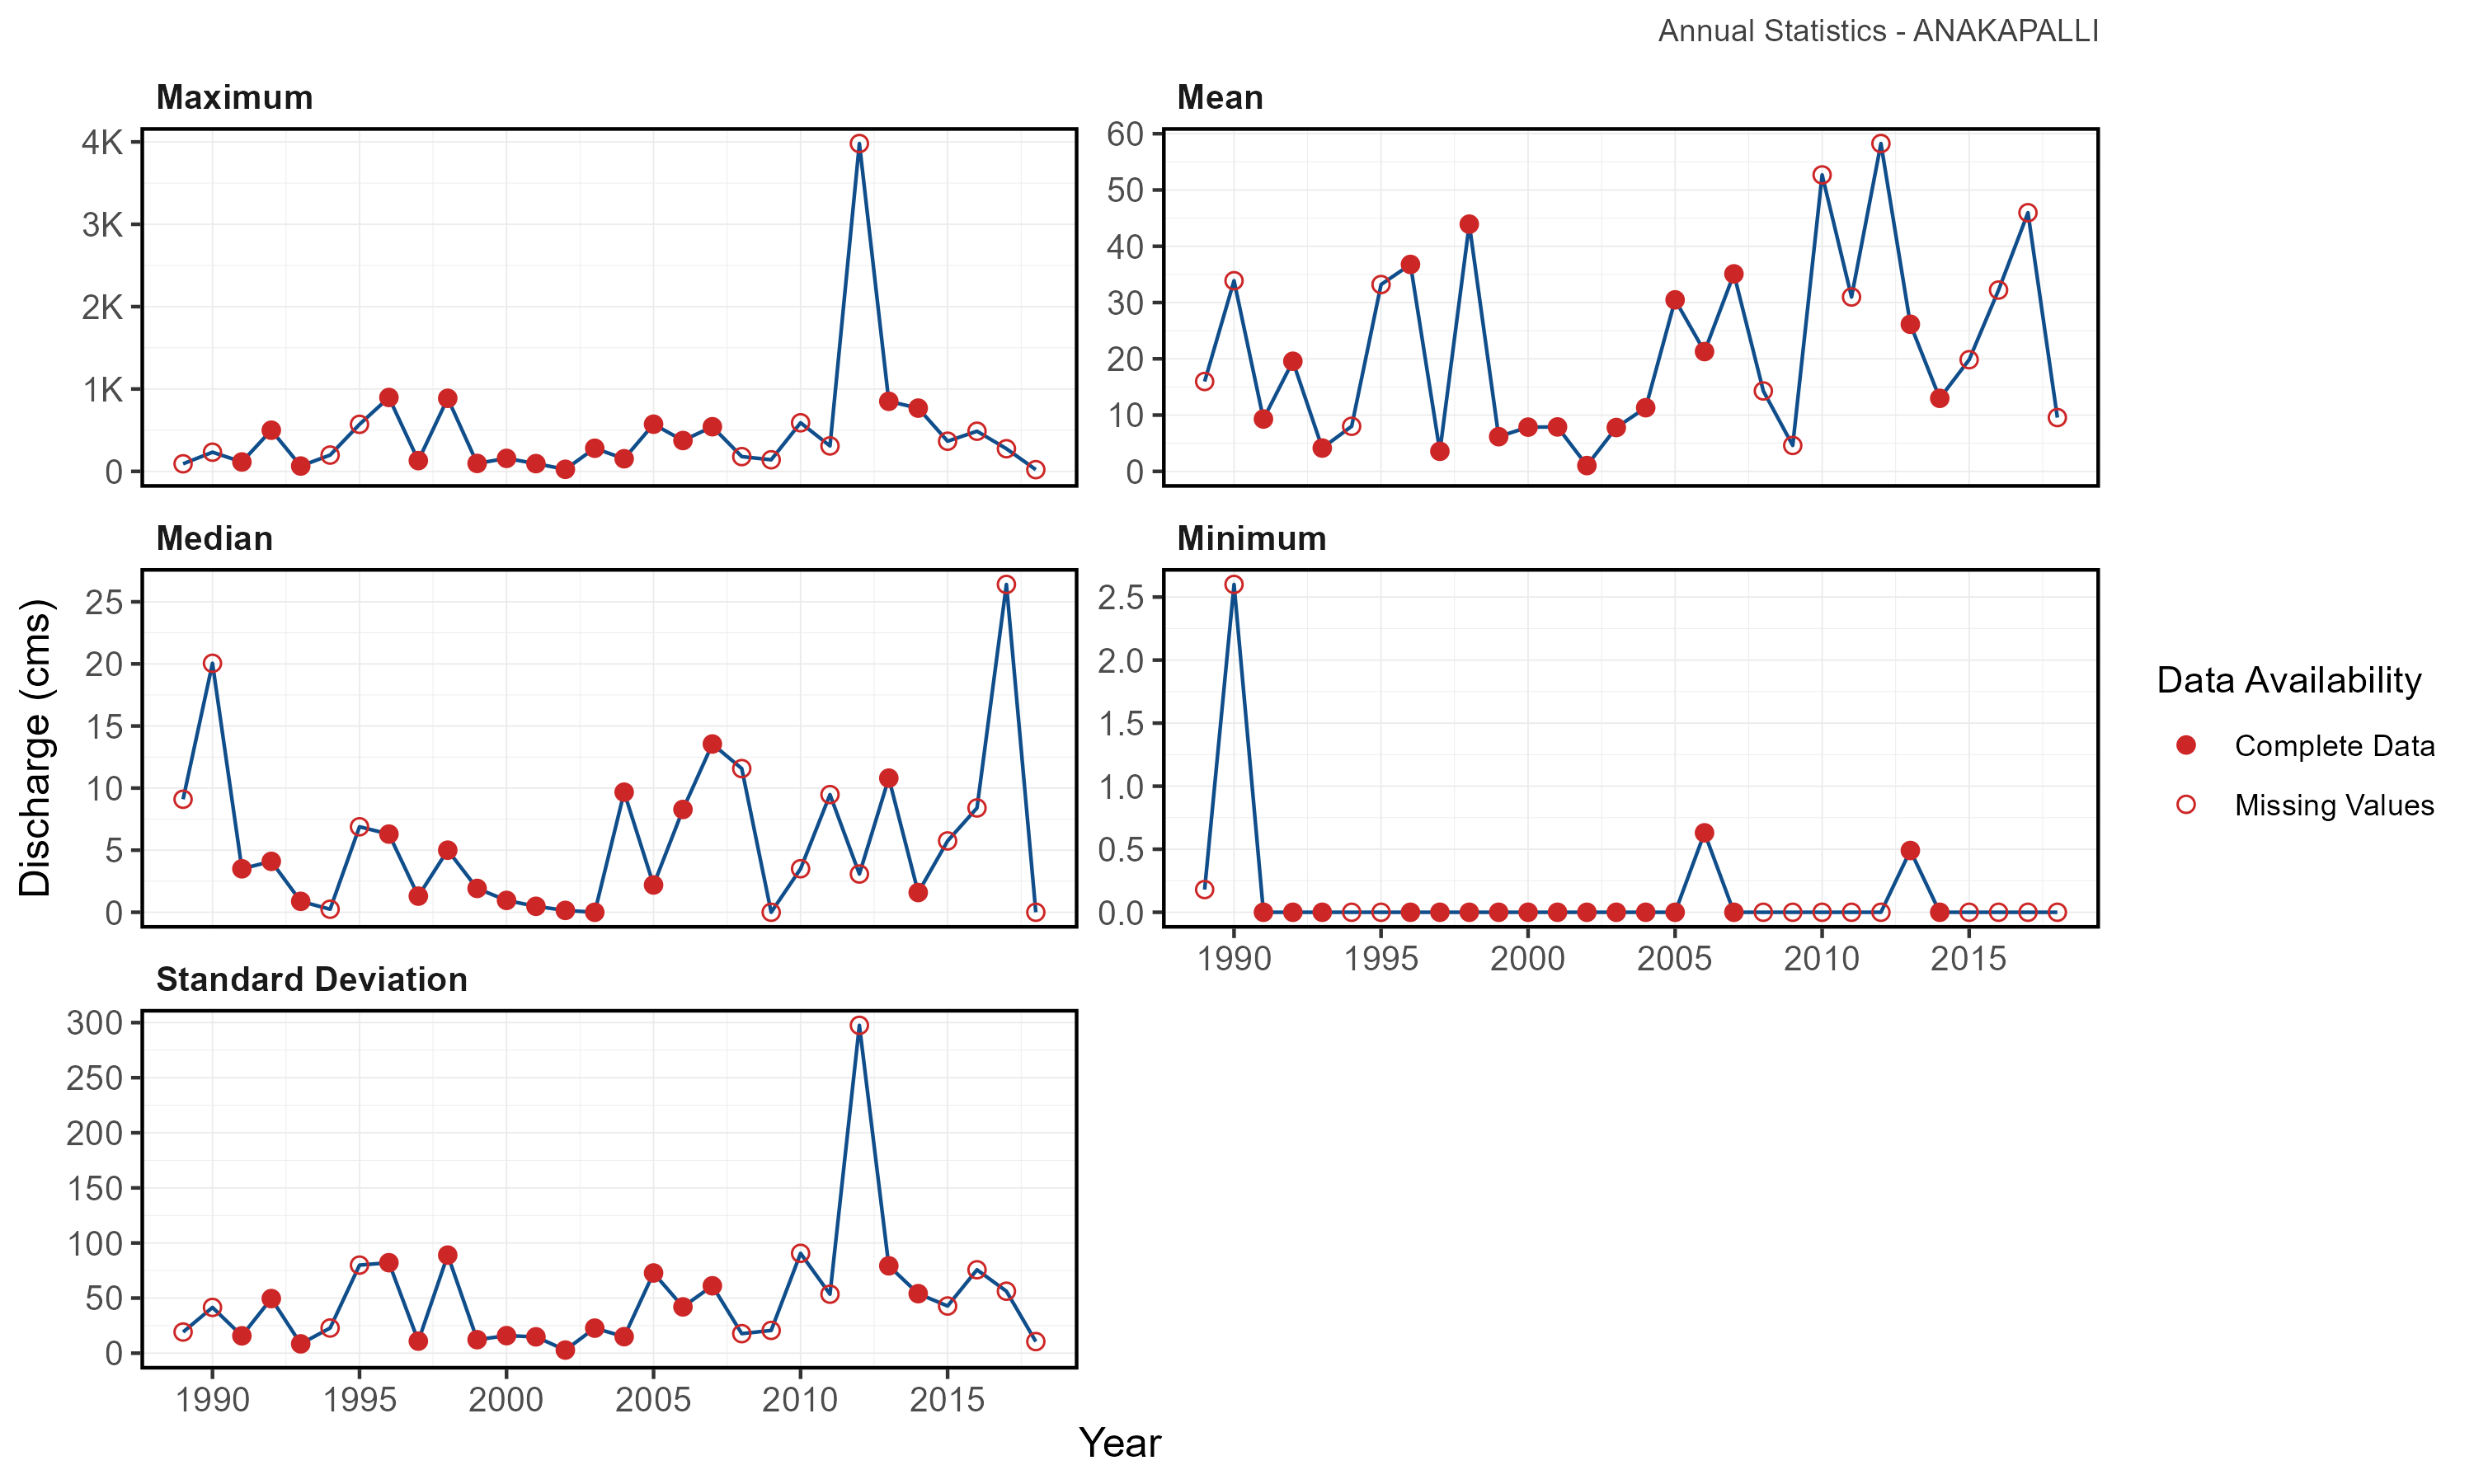 Annual Statistics - ANAKAPALLI
Maximum
Mean
4K
3K
2K
1K
0
60
50
40
30
20
10
0
Median
Minimum
25
20
15
10
5
0
2.5
2.0
1.5
1.0
0.5
0.0
1990 1995 2000 2005 2010 2015
Standard Deviation
300
250
200
150
100
50
0
1990 1995 2000 2005 2010 2015
Discharge (cms)
Year
Data Availability
Complete Data
Missing Values